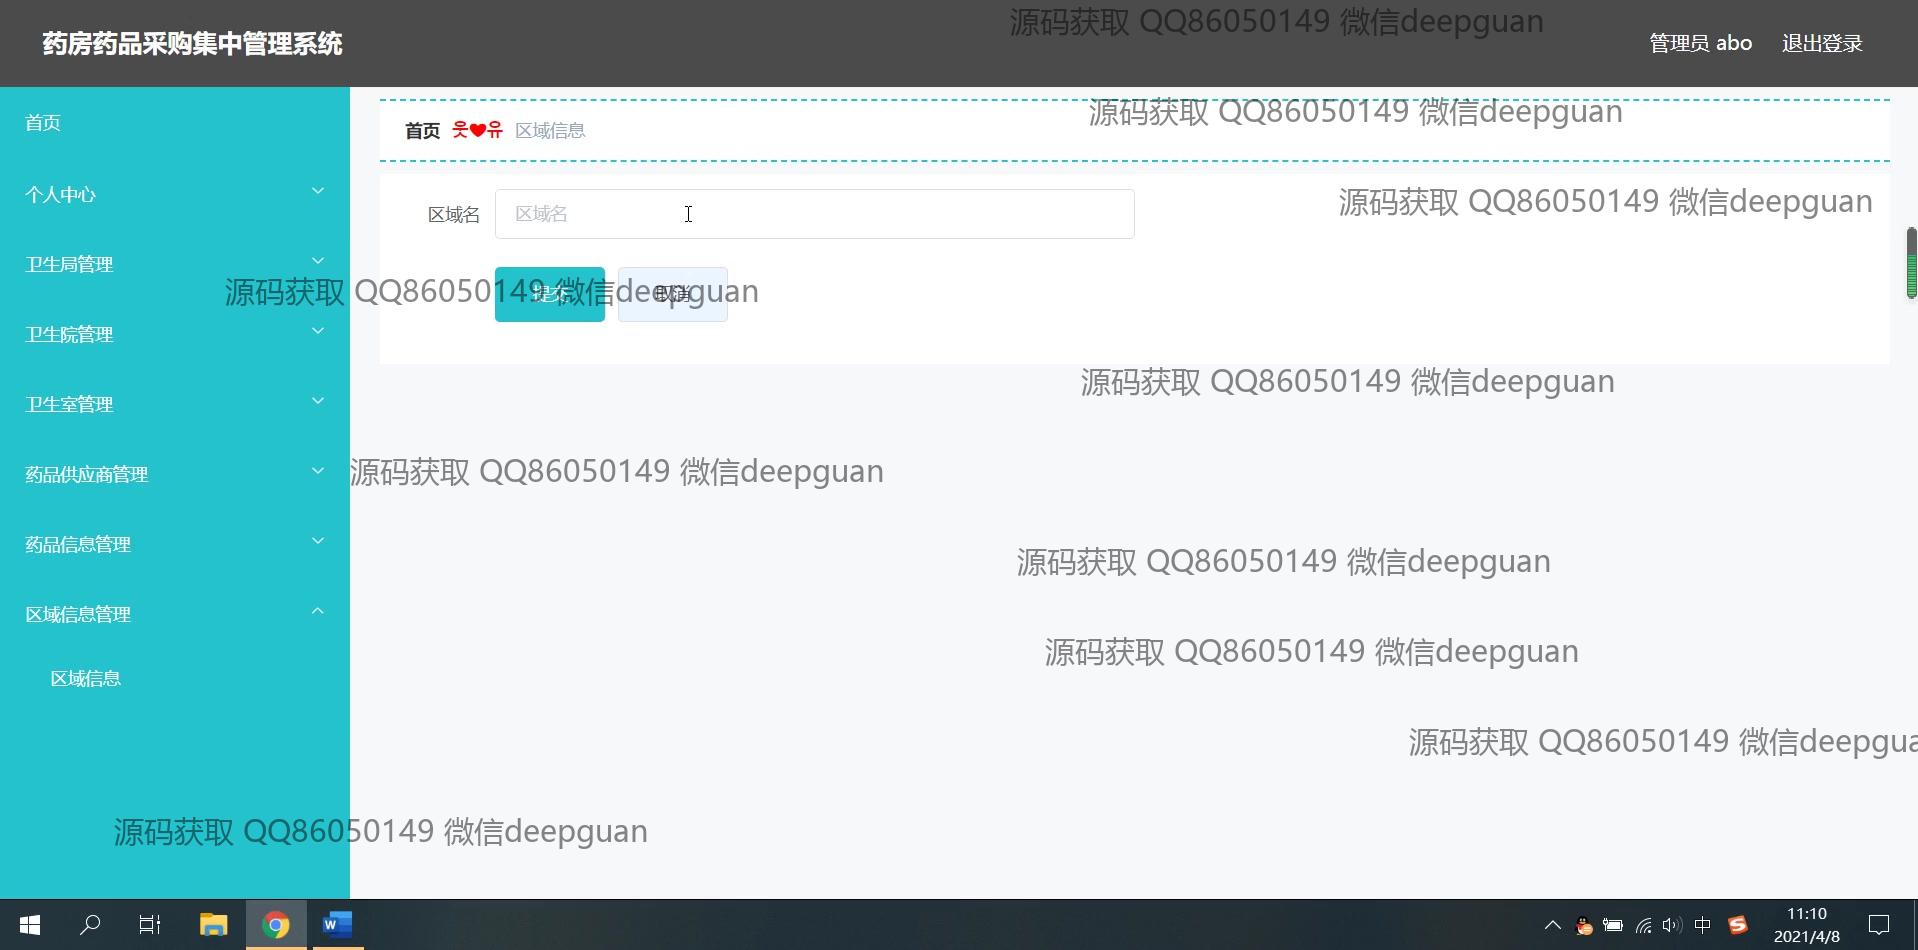 源码获取 QQ86050149 微信deepguan
药房药品采购集中管理系统
管理员 abo
退出登录
源码获取 QQ86050149 微信deepguan
首页
首页 웃❤유 区域信息
个人中心
源码获取 QQ86050149 微信deepguan
区域名
区域名
卫生局管理
源码获取 QQ86050149 微信deepguan
提交
取消
卫生院管理
源码获取 QQ86050149 微信deepguan
卫生室管理
药品供应商管理
源码获取 QQ86050149 微信deepguan
药品信息管理
源码获取 QQ86050149 微信deepguan
区域信息管理
源码获取 QQ86050149 微信deepguan
区域信息
源码获取 QQ86050149 微信deepgua
源码获取 QQ86050149 微信deepguan
中
11:10
2021/4/8